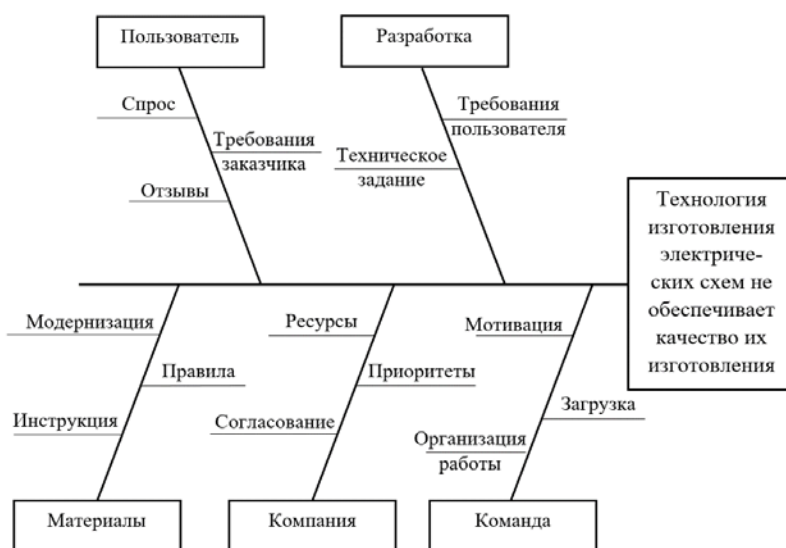 Пользователь
Разработка
Спрос
Требования
заказчика
Отзывы
Требования
пользователя
Техническое
задание
Технология
изготовления
электриче-
ских схем не
обеспечивает
качество их
изготовления
Модернизация
Правила
Инструкция
Ресурсы
Приоритеты
Согласование
Мотивация
Загрузка
Организация
работы
Материалы
Компания
Команда